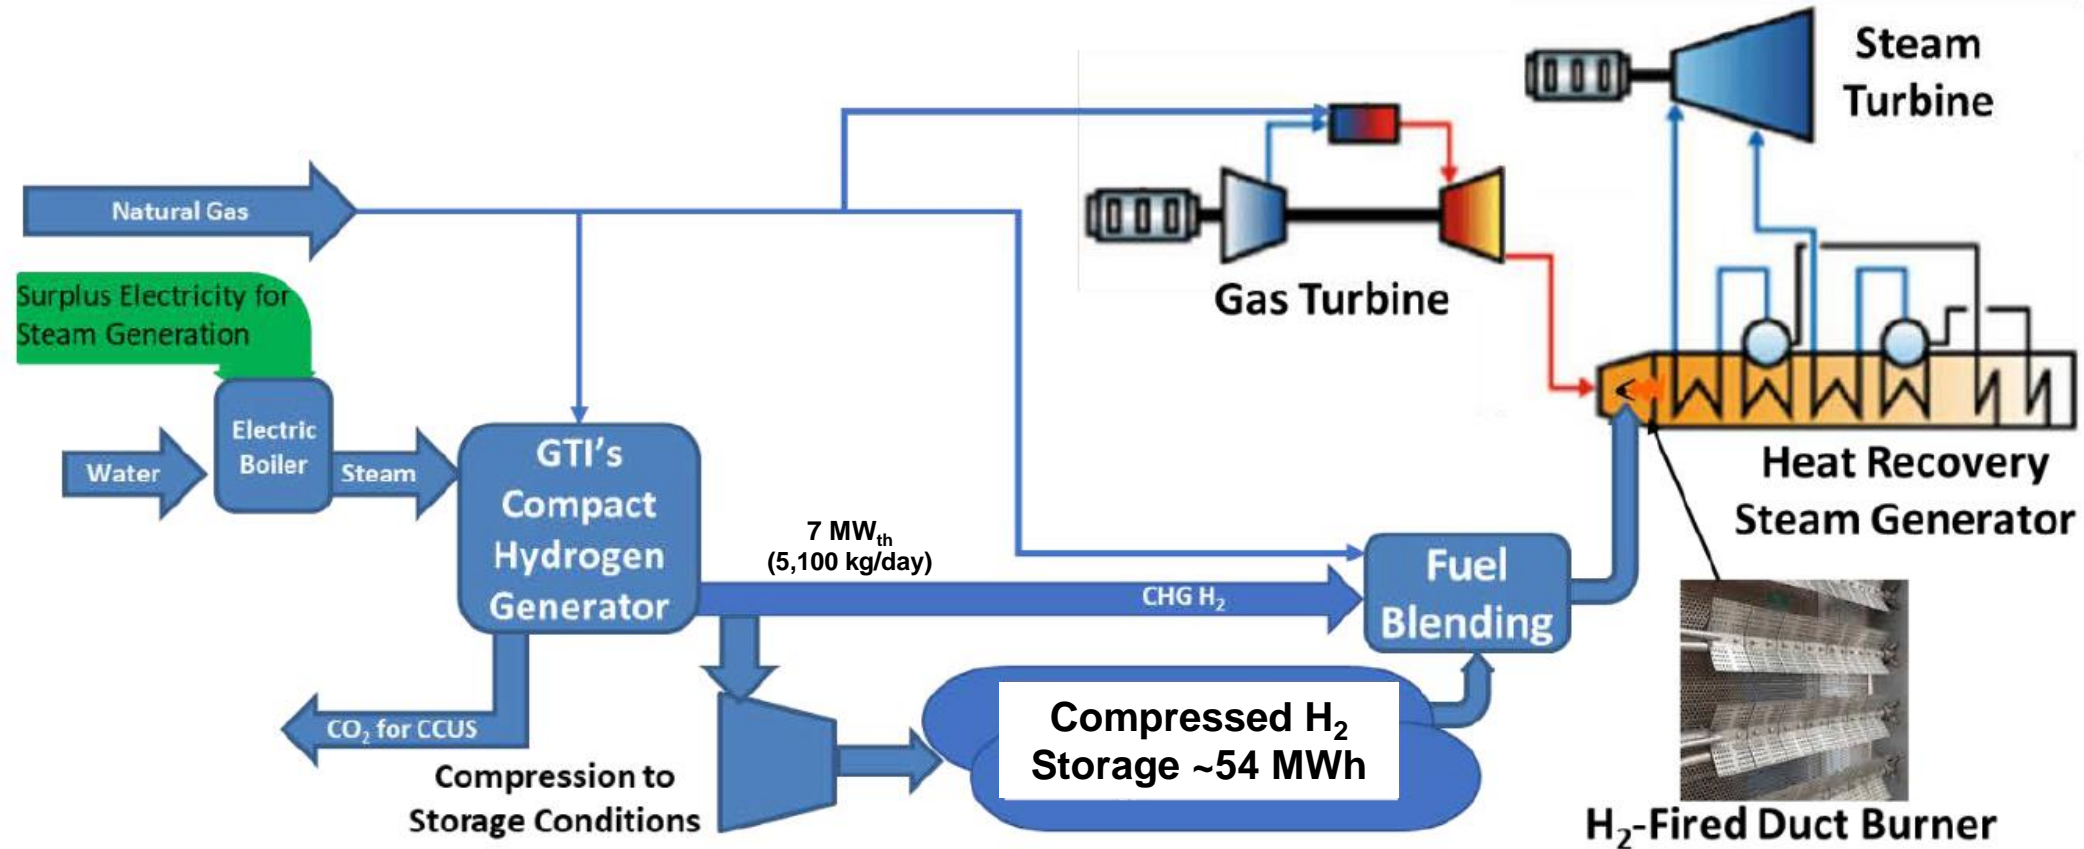 Steam
Turbine
Natural Gas
Gas Turbine
Surplus Electricity for
Steam Generation
Electric
Boiler
Water
Steam
GTI's
Compact
Hydrogen
Generator
7 MWth
(5,100 kg/day)
CHG H2
Fuel
Blending
Heat Recovery
Steam Generator
CO2 for CCUS
Compression to
Storage Conditions
Compressed H2
Storage ~54 MWh
H2-Fired Duct Burner